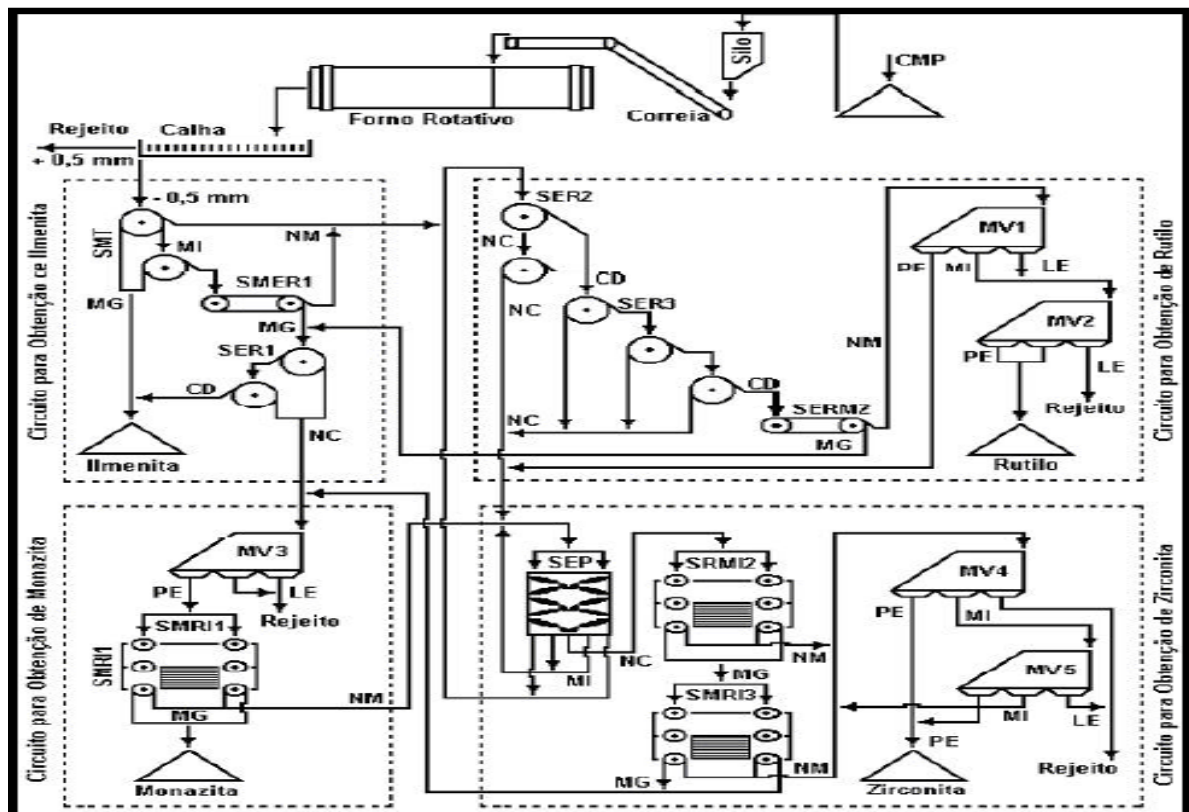 Silo
CMP
Forno Rotativo
Correia
Rejeito
Calha
+ 0,5 mm
- 0,5 mm
Circuito para Obtenção ce Ilmenita
SMT
MI
NM
SMER1
MG
MG
SER1
CD
NC
Ilmenita
SER2
NC
CD
NC
SER3
CD
SERM2
NC
MG
NM
MV1
PE
MI
LE
MV2
PE
LE
Rejeito
Rutilo
Circuito para Obtenção de Rutilo
Circuito para Obtenção de Monazita
MV3
PE
LE
Rejeito
SMRI1
SMRI1
NM
MG
Monazita
SEP
NC
MI
SRMI2
NM
MG
SMRI3
MG
NM
MV4
PE
MI
MV5
MI
LE
PE
Rejeito
Zirconita
Circuito para Obtenção de Zirconita